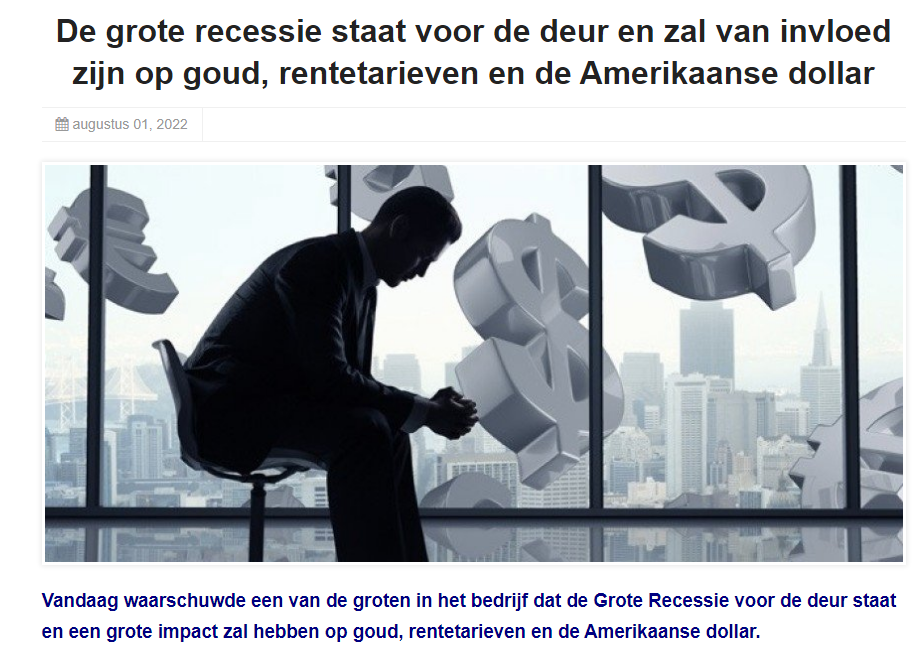 De grote recessie staat voor de deur en zal van invloed
zijn op goud, rentetarieven en de Amerikaanse dollar
augustus 01, 2022
Vandaag waarschuwde een van de groten in het bedrijf dat de Grote Recessie voor de deur staat
en een grote impact zal hebben op goud, rentetarieven en de Amerikaanse dollar.